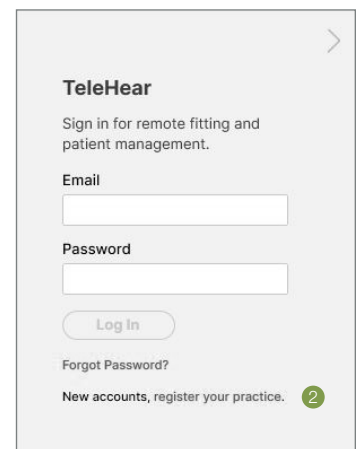 TeleHear
Sign in for remote fitting and
patient management.
Email
Password
Log In
Forgot Password?
New accounts, register your practice. 2